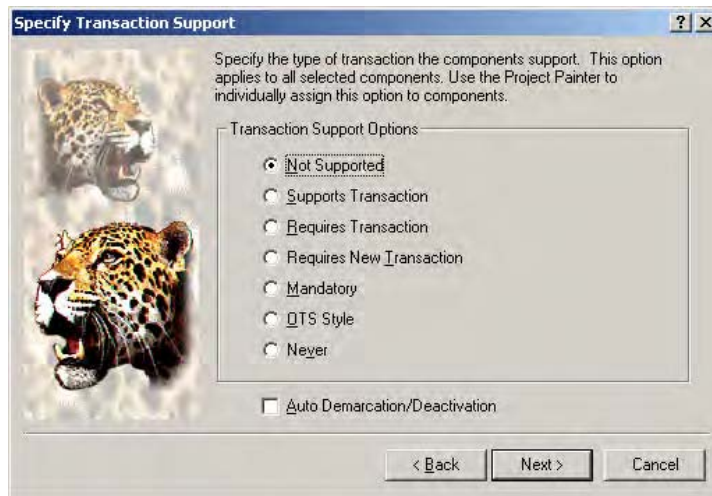 Specify Transaction Support
Specify the type of transaction the components support. This option
applies to all selected components. Use the Project Painter to
individually assign this option to components.
Transaction Support Options
Not Supported
Supports Transaction
Requires Transaction
Requires New Transaction
Mandatory
OTS Style
Never
Auto Demarcation/Deactivation
< Back Next > Cancel